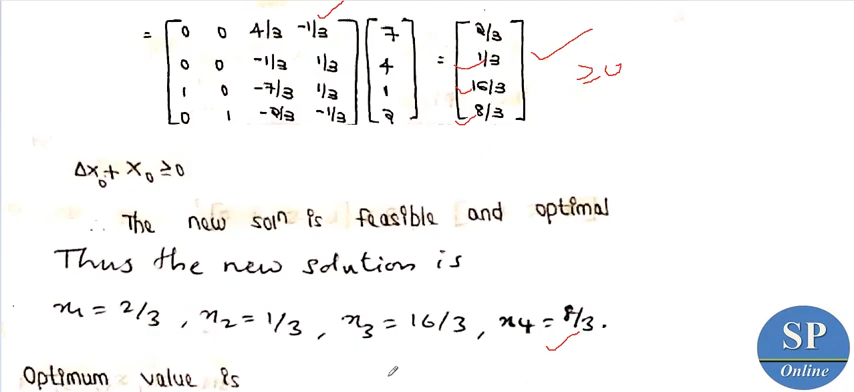 = [ 0 0 4/3 -1/3 ] [ 7 ] = [ 2/3 ]
[ 0 0 -1/3 1/3 ] [ 4 ] [ 1/3 ] ≥0
[ 1 0 -7/3 1/3 ] [ 1 ] [ 16/3 ]
[ 0 1 -2/3 -1/3 ] [ 2 ] [ 8/3 ]
Δx₀ + X₀ ≥ 0
∴ The new soln is feasible and optimal
Thus the new solution is
x1 = 2/3 , x2 = 1/3 , x3 = 16/3 , x4 = 8/3 .
Optimum value is
SP
Online